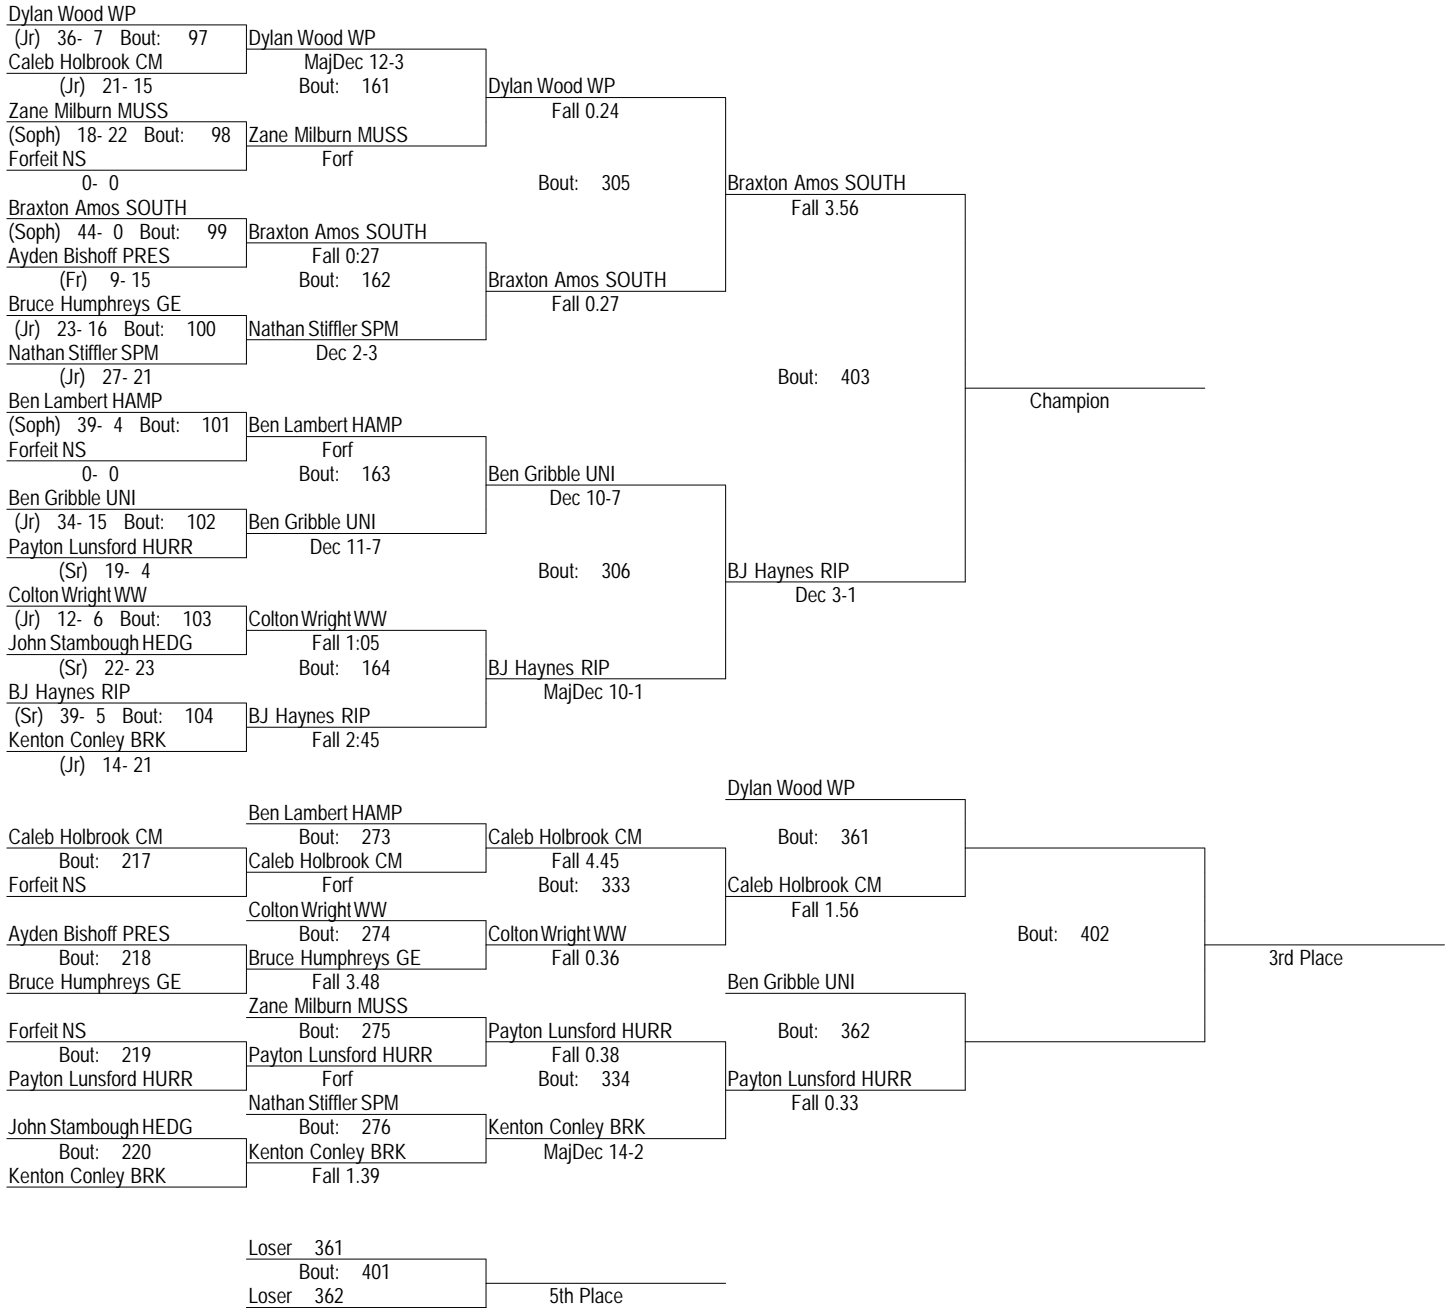 Dylan Wood WP
(Jr) 36- 7 Bout: 97 Dylan Wood WP
Caleb Holbrook CM MajDec 12-3
(Jr) 21- 15 Bout: 161 Dylan Wood WP
Zane Milburn MUSS Fall 0.24
(Soph) 18- 22 Bout: 98 Zane Milburn MUSS
Forfeit NS Forf
0- 0 Bout: 305 Braxton Amos SOUTH
Braxton Amos SOUTH Fall 3.56
(Soph) 44- 0 Bout: 99 Braxton Amos SOUTH
Ayden Bishoff PRES Fall 0:27
(Fr) 9- 15 Bout: 162 Braxton Amos SOUTH
Bruce Humphreys GE Fall 0.27
(Jr) 23- 16 Bout: 100 Nathan Stiffler SPM
Nathan Stiffler SPM Dec 2-3
(Jr) 27- 21 Bout: 403
Ben Lambert HAMP Champion
(Soph) 39- 4 Bout: 101 Ben Lambert HAMP
Forfeit NS Forf
0- 0 Bout: 163 Ben Gribble UNI
Ben Gribble UNI Dec 10-7
(Jr) 34- 15 Bout: 102 Ben Gribble UNI
Payton Lunsford HURR Dec 11-7
(Sr) 19- 4 Bout: 306 BJ Haynes RIP
Colton Wright WW Dec 3-1
(Jr) 12- 6 Bout: 103 Colton Wright WW
John Stambough HEDG Fall 1:05
(Sr) 22- 23 Bout: 164 BJ Haynes RIP
BJ Haynes RIP MajDec 10-1
(Sr) 39- 5 Bout: 104 BJ Haynes RIP
Kenton Conley BRK Fall 2:45
(Jr) 14- 21
Dylan Wood WP
Ben Lambert HAMP
Caleb Holbrook CM Bout: 273 Caleb Holbrook CM Bout: 361
Bout: 217 Caleb Holbrook CM Fall 4.45
Forfeit NS Forf Bout: 333 Caleb Holbrook CM
Colton Wright WW Fall 1.56
Ayden Bishoff PRES Bout: 274 Colton Wright WW Bout: 402
Bout: 218 Bruce Humphreys GE Fall 0.36 3rd Place
Bruce Humphreys GE Fall 3.48 Ben Gribble UNI
Zane Milburn MUSS
Forfeit NS Bout: 275 Payton Lunsford HURR Bout: 362
Bout: 219 Payton Lunsford HURR Fall 0.38
Payton Lunsford HURR Forf Bout: 334 Payton Lunsford HURR
Nathan Stiffler SPM Fall 0.33
John Stambough HEDG Bout: 276 Kenton Conley BRK
Bout: 220 Kenton Conley BRK MajDec 14-2
Kenton Conley BRK Fall 1.39
Loser 361
Bout: 401
Loser 362 5th Place